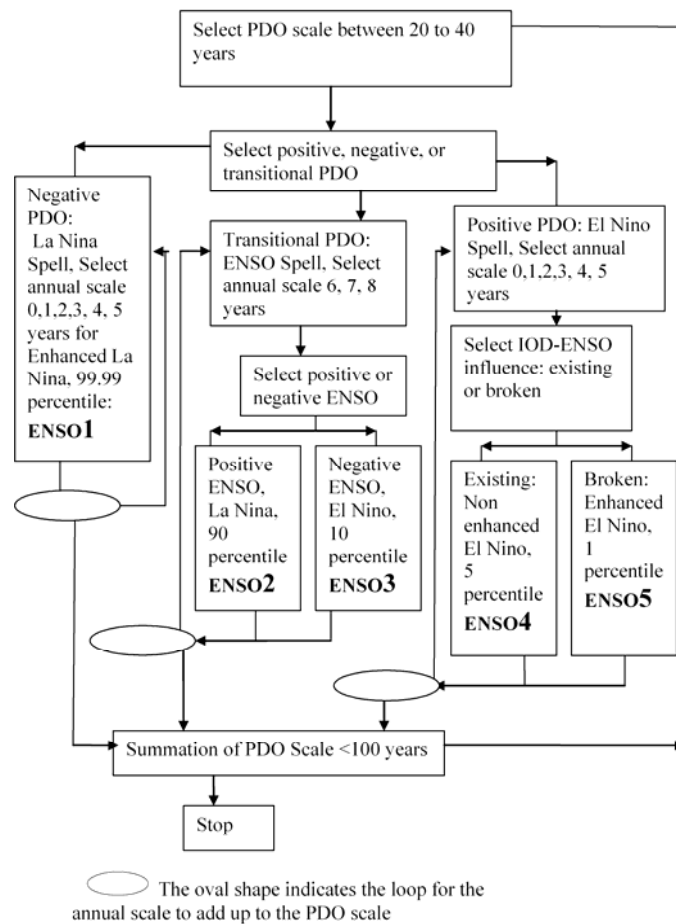 Select PDO scale between 20 to 40
years
Select positive, negative, or
transitional PDO
Negative
PDO:
La Nina
Spell, Select
annual scale
0,1,2,3, 4, 5
years for
Enhanced La
Nina, 99.99
percentile:
ENSO1
Transitional PDO:
ENSO Spell, Select
annual scale 6, 7, 8
years
Select positive or
negative ENSO
Positive
ENSO,
La Nina,
90
percentile
ENSO2
Negative
ENSO,
El Nino,
10
percentile
ENSO3
Positive PDO: El Nino
Spell, Select annual
scale 0,1,2,3, 4, 5
years
Select IOD-ENSO
influence: existing
or broken
Existing:
Non
enhanced
El Nino,
5
percentile
ENSO4
Broken:
Enhanced
El Nino,
1
percentile
ENSO5
Summation of PDO Scale <100 years
Stop
The oval shape indicates the loop for the
annual scale to add up to the PDO scale